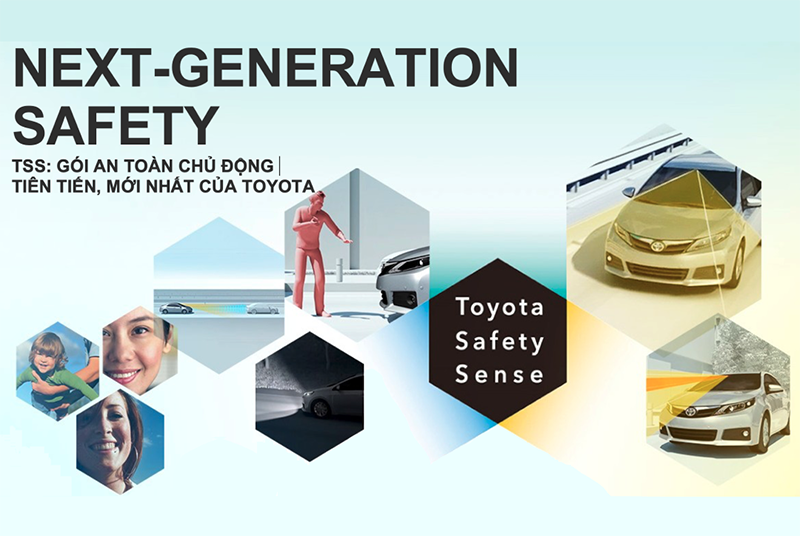 NEXT-GENERATION
SAFETY
TSS: GÓI AN TOÀN CHỦ ĐỘNG
TIÊN TIẾN, MỚI NHẤT CỦA TOYOTA
Toyota
Safety
Sense